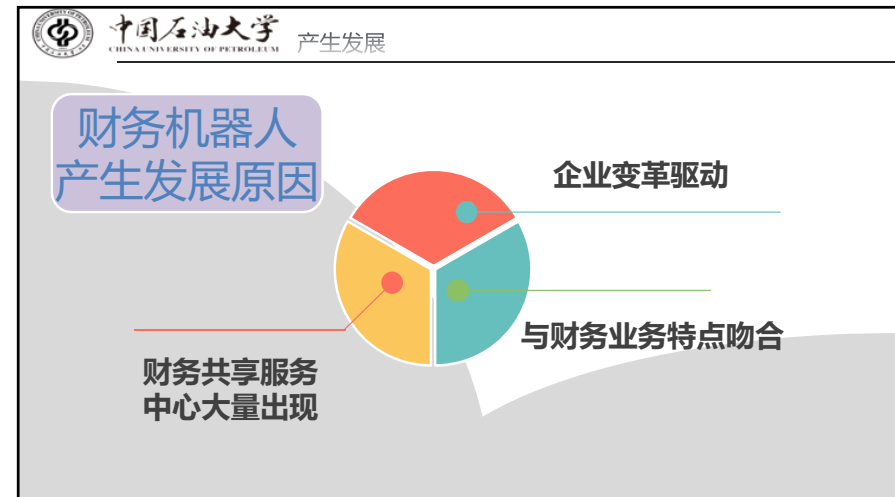 中国石油大学
CHINA UNIVERSITY OF PETROLEUM
产生发展
财务机器人
产生发展原因
企业变革驱动
与财务业务特点吻合
财务共享服务
中心大量出现